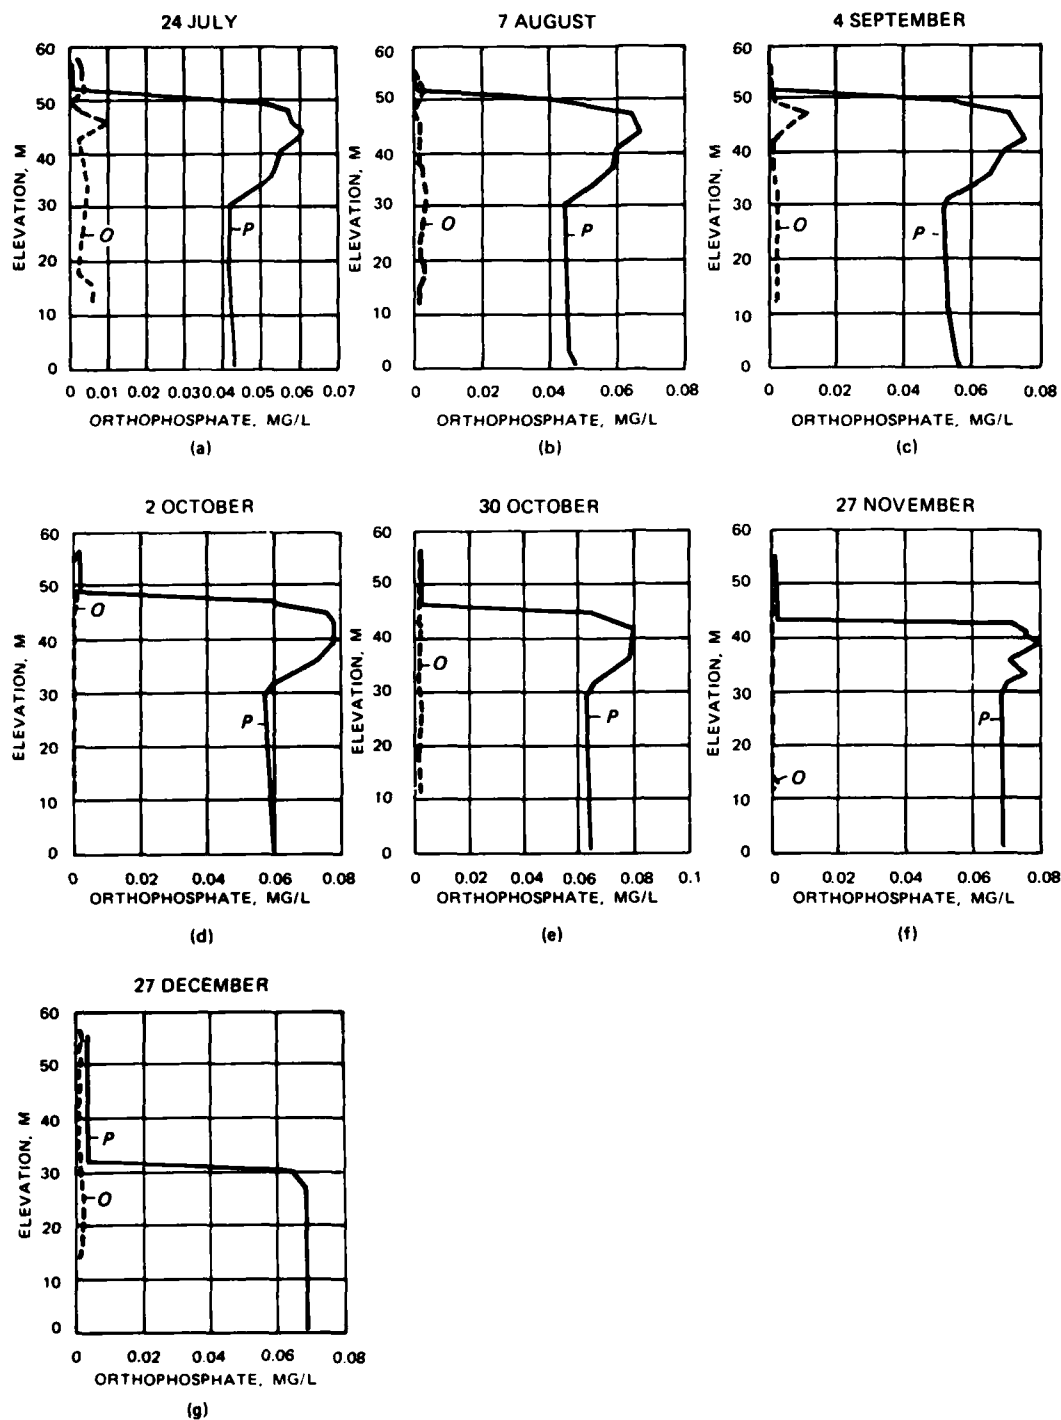 24 JULY
60
50
40
30
20
10
0
ELEVATION, M
O
P
0 0.01 0.02 0.03 0.04 0.05 0.06 0.07
ORTHOPHOSPHATE, MG/L
(a)
7 AUGUST
60
50
40
30
20
10
0
ELEVATION, M
O
P
0 0.02 0.04 0.06 0.08
ORTHOPHOSPHATE, MG/L
(b)
4 SEPTEMBER
60
50
40
30
20
10
0
ELEVATION, M
O
P
0 0.02 0.04 0.06 0.08
ORTHOPHOSPHATE, MG/L
(c)
2 OCTOBER
60
50
40
30
20
10
0
ELEVATION, M
O
P
0 0.02 0.04 0.06 0.08
ORTHOPHOSPHATE, MG/L
(d)
30 OCTOBER
60
50
40
30
20
10
0
ELEVATION, M
O
P
0 0.02 0.04 0.06 0.08 0.1
ORTHOPHOSPHATE, MG/L
(e)
27 NOVEMBER
60
50
40
30
20
10
0
ELEVATION, M
P
O
0 0.02 0.04 0.06 0.08
ORTHOPHOSPHATE, MG/L
(f)
27 DECEMBER
60
50
40
30
20
10
0
ELEVATION, M
P
O
0 0.02 0.04 0.06 0.08
ORTHOPHOSPHATE, MG/L
(g)